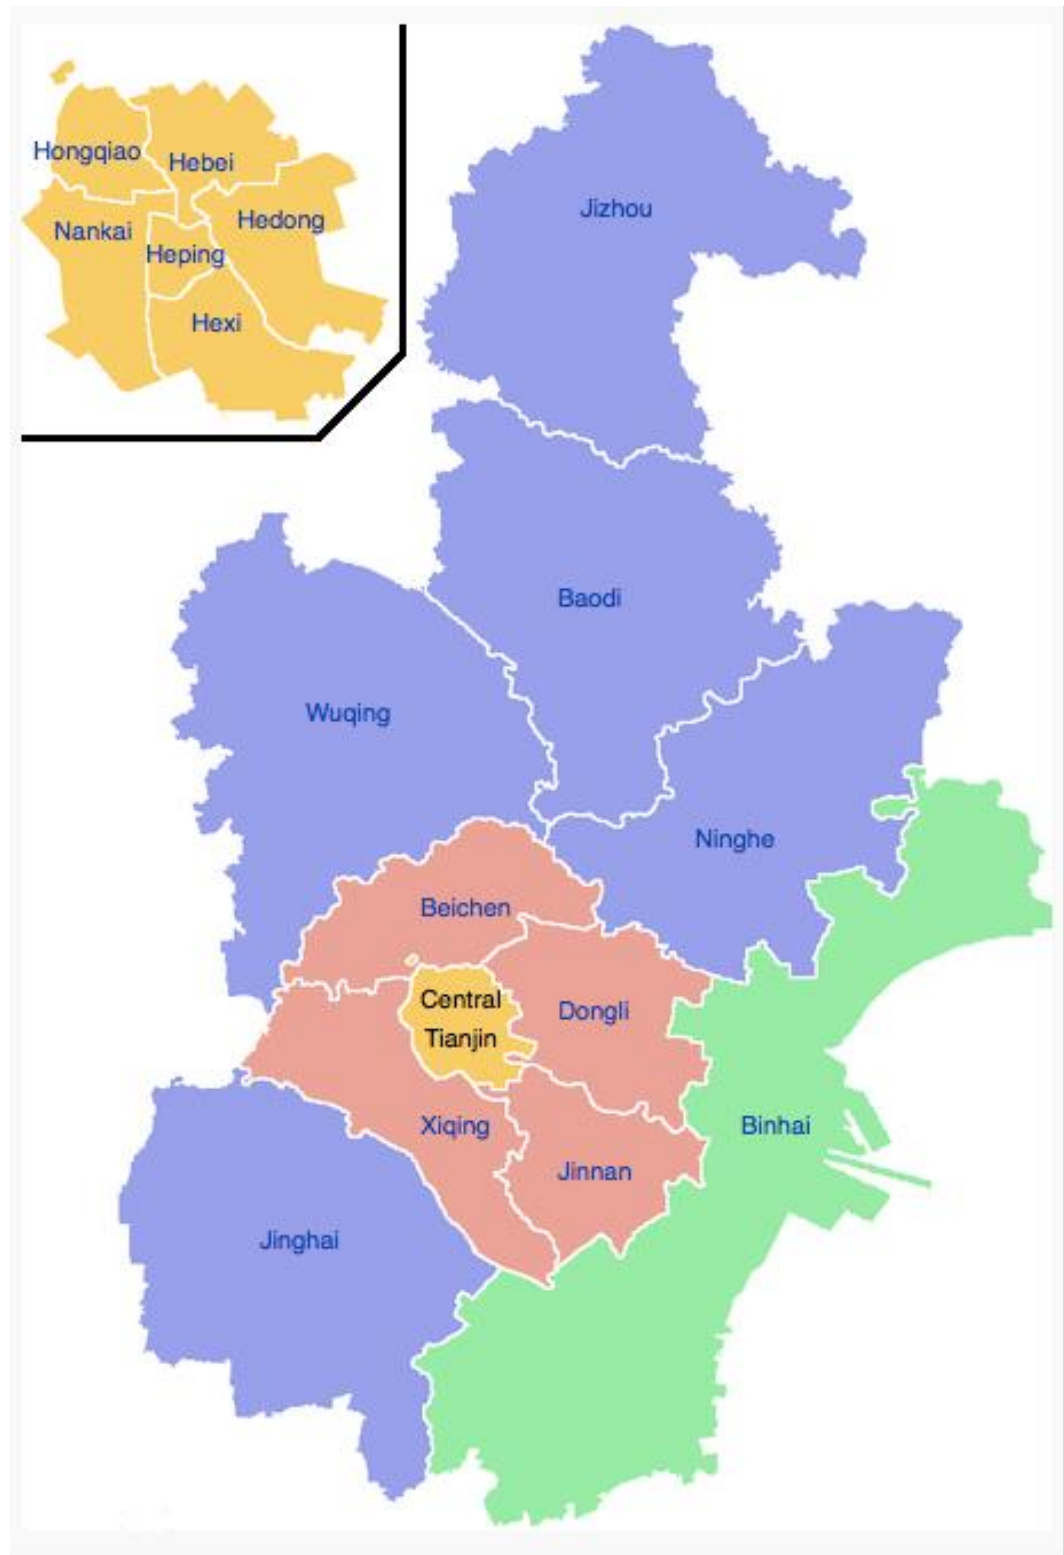 Hongqiao
Hebei
Nankai
Hedong
Heping
Hexi
Jizhou
Baodi
Wuqing
Ninghe
Beichen
Central
Tianjin
Dongli
Xiqing
Binhai
Jinnan
Jinghai